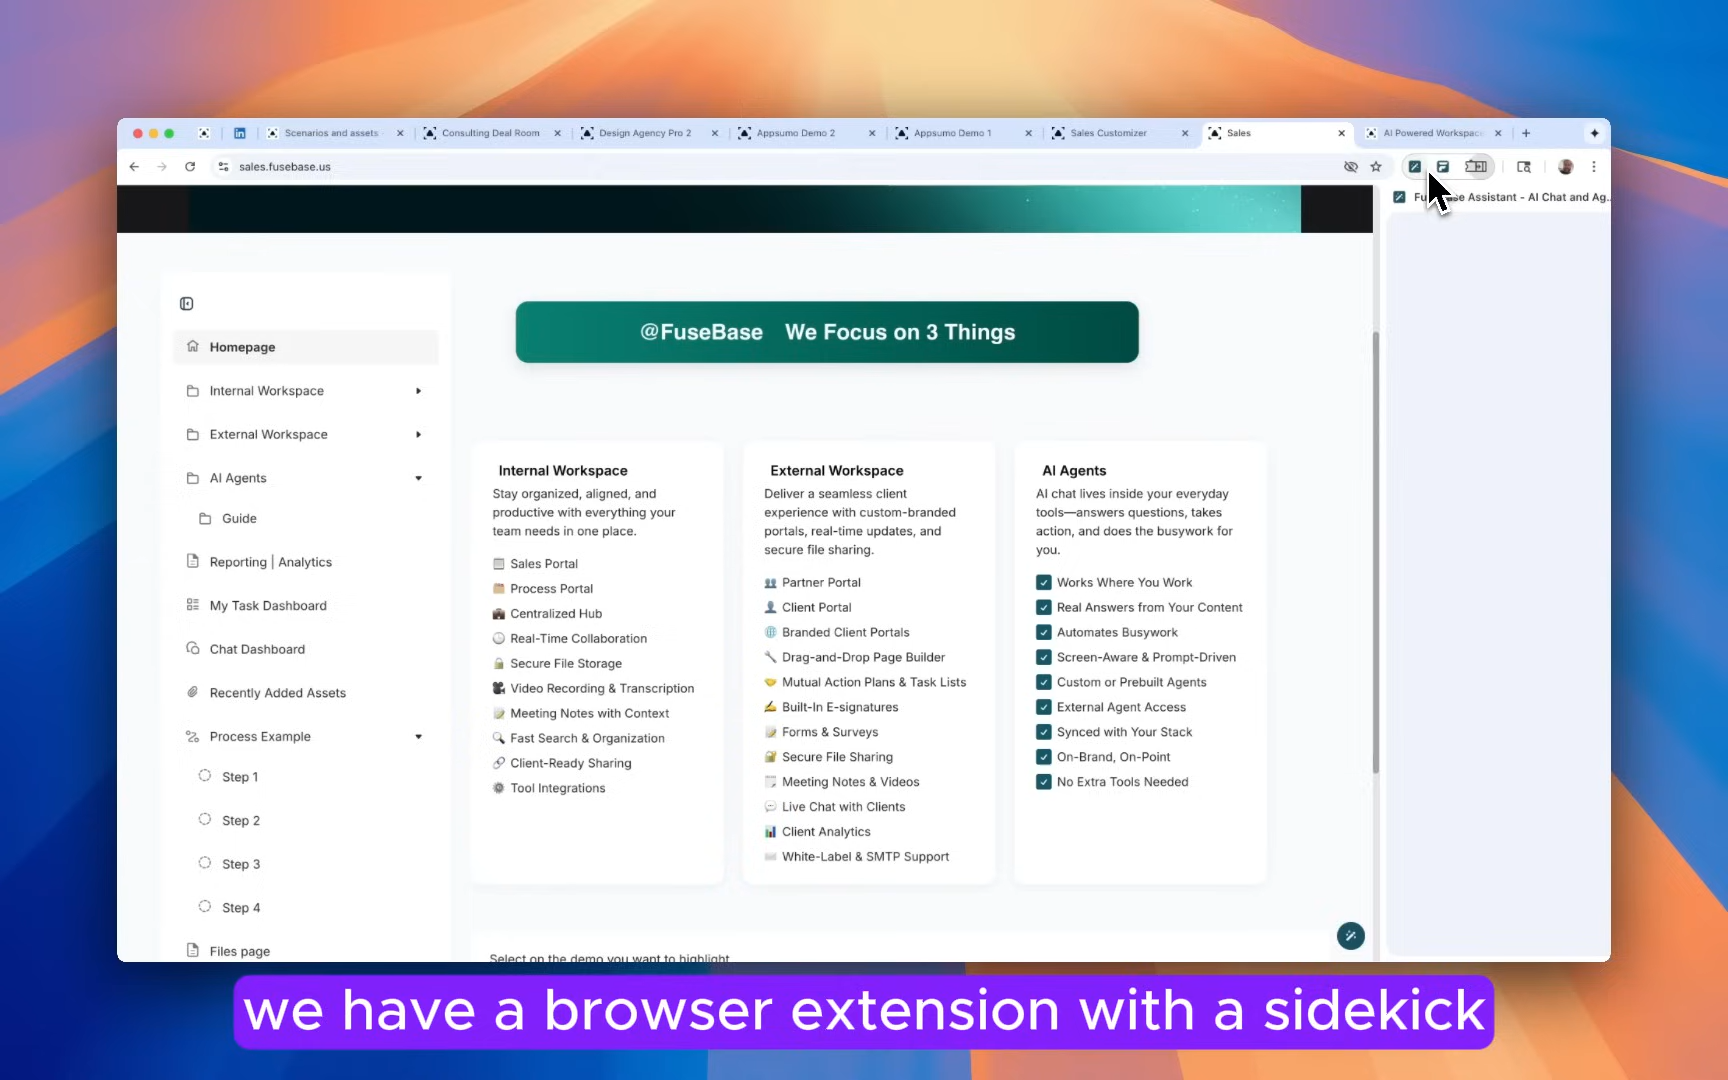 Scenarios and assets
Consulting Deal Room
Design Agency Pro 2
Appsumo Demo 2
Appsumo Demo 1
Sales Customizer
Sales
AI Powered Workspac
sales.fusebase.us
Assistant - AI Chat and Ag...
@FuseBase We Focus on 3 Things
Homepage
Internal Workspace
External Workspace
AI Agents
Guide
Reporting | Analytics
My Task Dashboard
Chat Dashboard
Recently Added Assets
Process Example
Step 1
Step 2
Step 3
Step 4
Files page
Internal Workspace
Stay organized, aligned, and
productive with everything your
team needs in one place.
Sales Portal
Process Portal
Centralized Hub
Real-Time Collaboration
Secure File Storage
Video Recording & Transcription
Meeting Notes with Context
Fast Search & Organization
Client-Ready Sharing
Tool Integrations
External Workspace
Deliver a seamless client
experience with custom-branded
portals, real-time updates, and
secure file sharing.
Partner Portal
Client Portal
Branded Client Portals
Drag-and-Drop Page Builder
Mutual Action Plans & Task Lists
Built-In E-signatures
Forms & Surveys
Secure File Sharing
Meeting Notes & Videos
Live Chat with Clients
Client Analytics
White-Label & SMTP Support
AI Agents
AI chat lives inside your everyday
tools—answers questions, takes
action, and does the busywork for
you.
Works Where You Work
Real Answers from Your Content
Automates Busywork
Screen-Aware & Prompt-Driven
Custom or Prebuilt Agents
External Agent Access
Synced with Your Stack
On-Brand, On-Point
No Extra Tools Needed
Select on the demo you want to highlight
we have a browser extension with a sidekick